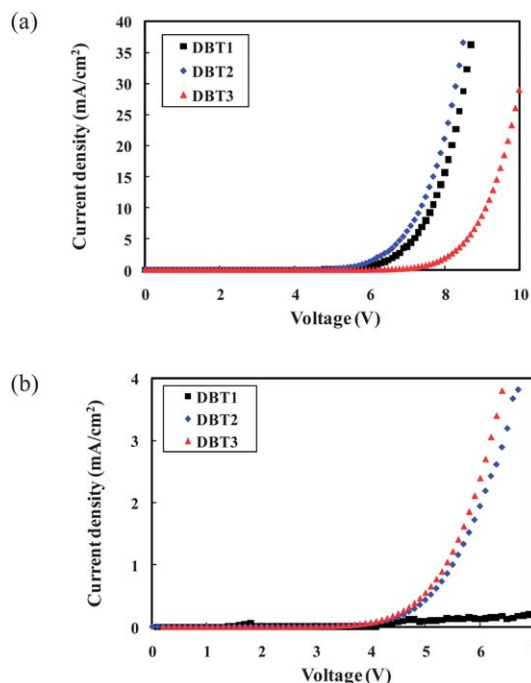 (a)
Current density (mA/cm²)
40
35
30
25
20
15
10
5
0
DBT1
DBT2
DBT3
0 2 4 6 8 10
Voltage (V)
(b)
Current density (mA/cm²)
4
3
2
1
0
DBT1
DBT2
DBT3
0 1 2 3 4 5 6
Voltage (V)